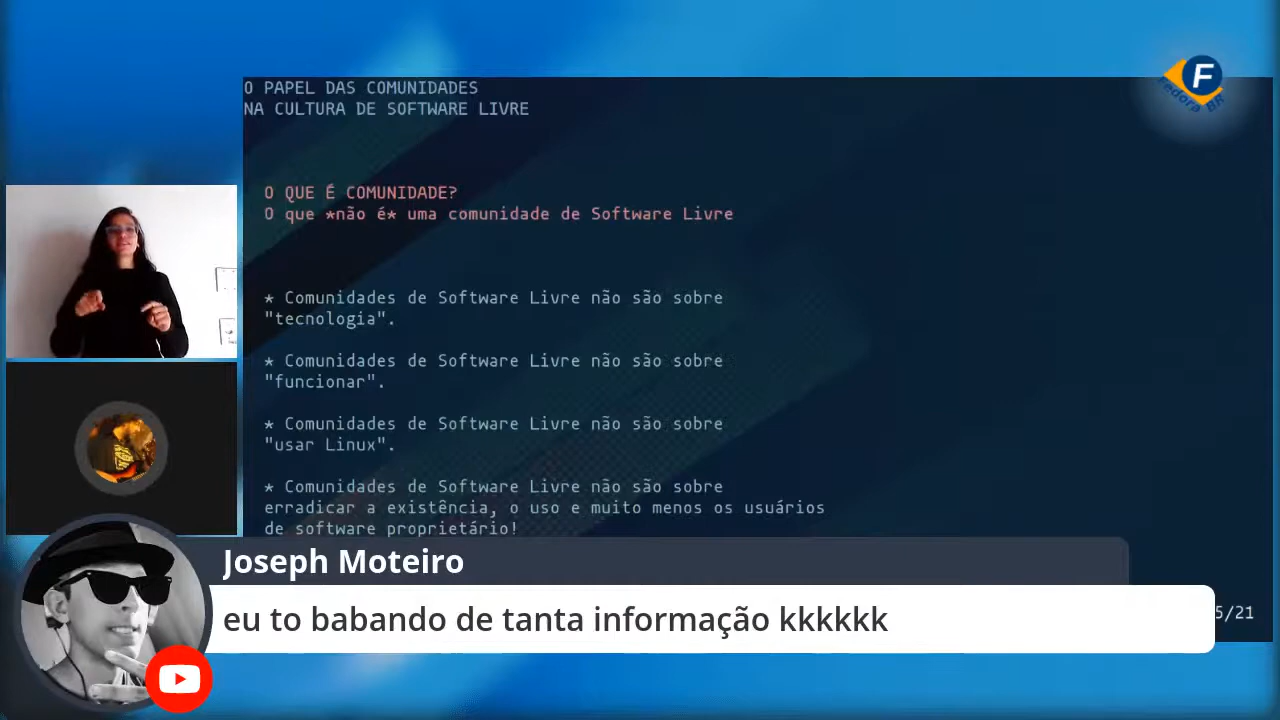 O PAPEL DAS COMUNIDADES
NA CULTURA DE SOFTWARE LIVRE
F
Fedora BR
O QUE É COMUNIDADE?
O que *não é* uma comunidade de Software Livre
* Comunidades de Software Livre não são sobre
"tecnologia".
* Comunidades de Software Livre não são sobre
"funcionar".
* Comunidades de Software Livre não são sobre
"usar Linux".
* Comunidades de Software Livre não são sobre
erradicar a existência, o uso e muito menos os usuários
de software proprietário!
Joseph Moteiro
eu to babando de tanta informação kkkkkk
5/21